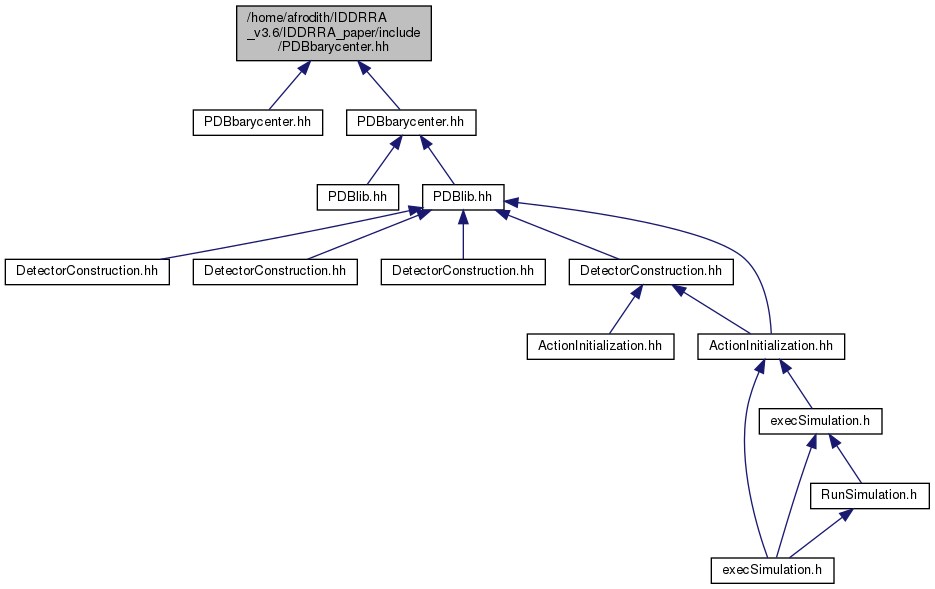 /home/afrodith/IDDRRA
_v3.6/IDDRRA_paper/include
/PDBbarycenter.hh
PDBbarycenter.hh
PDBbarycenter.hh
PDBlib.hh
PDBlib.hh
DetectorConstruction.hh
DetectorConstruction.hh
DetectorConstruction.hh
DetectorConstruction.hh
ActionInitialization.hh
ActionInitialization.hh
execSimulation.h
RunSimulation.h
execSimulation.h